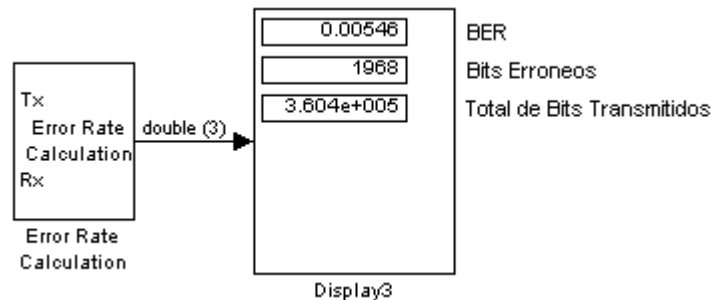 Tx
Error Rate
Calculation
Rx
Error Rate
Calculation
double (3)
0.00546
BER
1968
Bits Erroneos
3.604e+005
Total de Bits Transmitidos
Display3